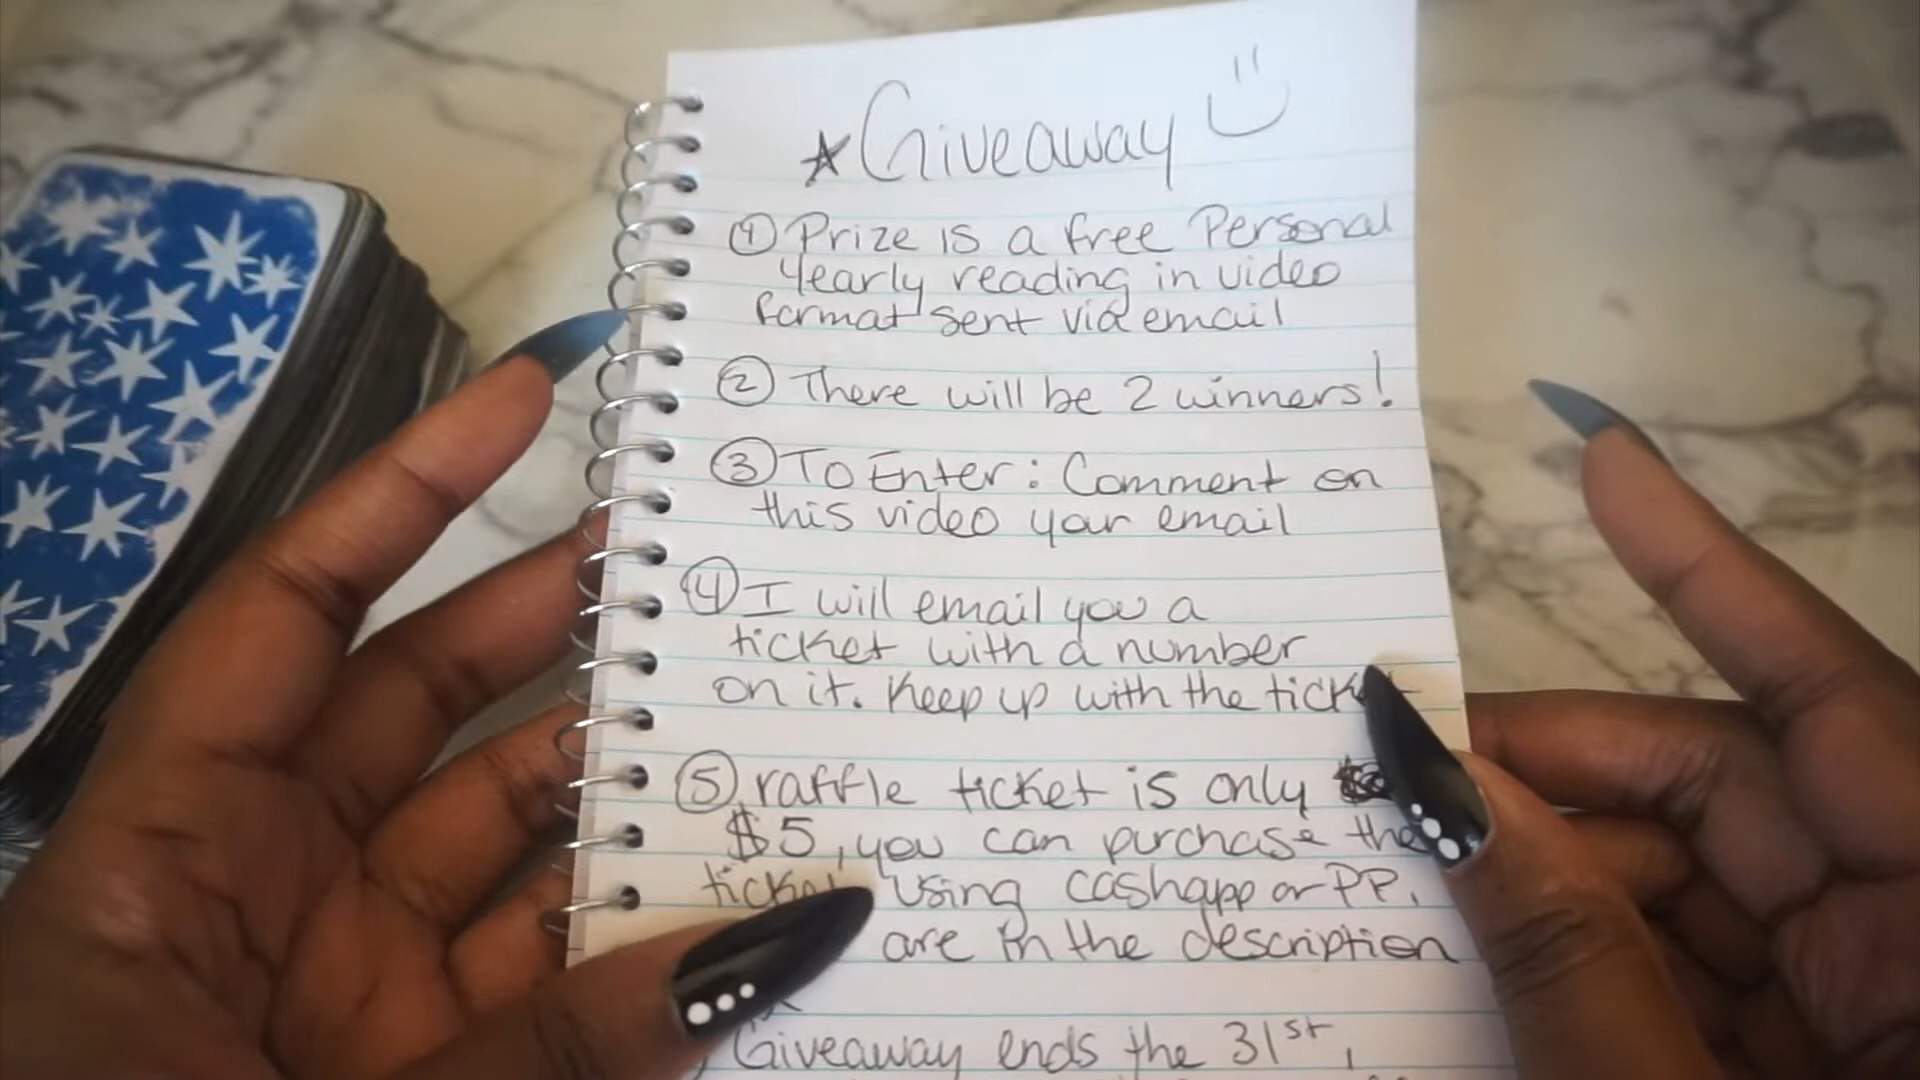 ★Giveaway
① Prize is a free Personal
Yearly reading in video
format sent via email
② There will be 2 winners!
③ To Enter: Comment on
this video your email
④ I will email you a
ticket with a number
on it. Keep up with the ticket
⑤ raffle ticket is only
$5, you can purchase the
ticket using cashapp or PP.
are in the description
Giveaway ends the 31st,